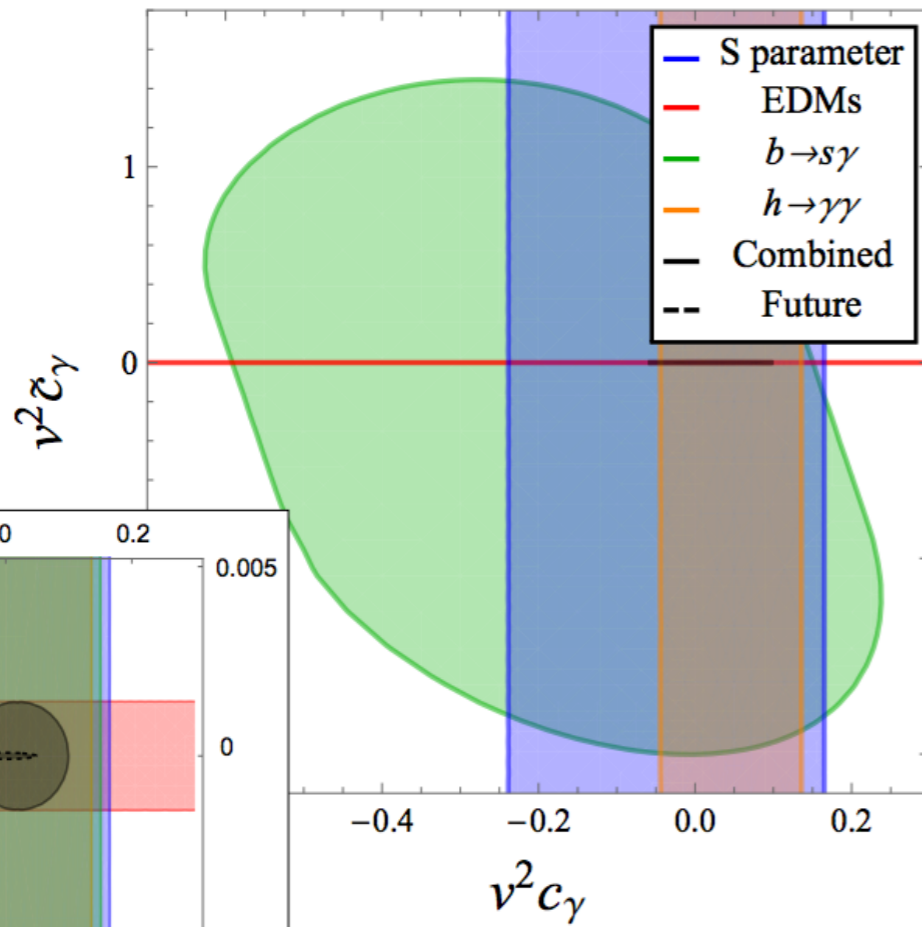 S parameter
EDMs
b→sγ
h→γγ
Combined
Future
1
0
v²c̃γ
0.2
0.005
0
−0.4
−0.2
0.0
0.2
v²cγ